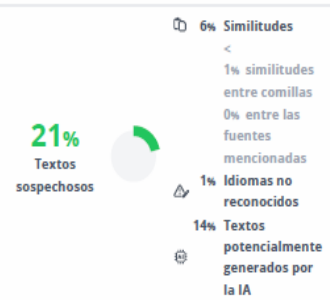 6% Similitudes
<
1% similitudes
entre comillas
0% entre las
fuentes
mencionadas
21%
Textos
sospechosos
1% Idiomas no
reconocidos
14% Textos
potencialmente
generados por
la IA